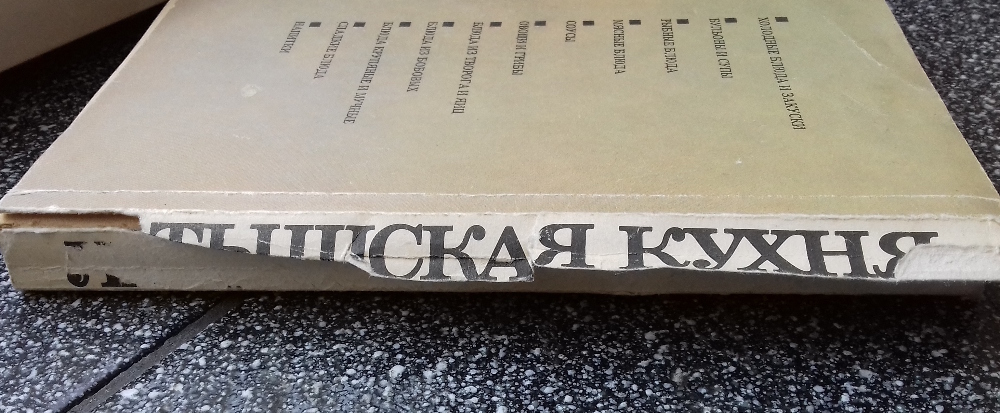 ХОЛОДНЫЕ БЛЮДА И ЗАКУСКИ
БУЛЬОНЫ И СУПЫ
РЫБНЫЕ БЛЮДА
МЯСНЫЕ БЛЮДА
СОУСЫ
ОВОЩИ И ГРИБЫ
БЛЮДА ИЗ ТВОРОГА И ЯИЦ
БЛЮДА ИЗ БОБОВЫХ
БЛЮДА КРУПЯНЫЕ И МУЧНЫЕ
СЛАДКИЕ БЛЮДА
НАПИТКИ
ТЫШСКАЯ КУХНЯ